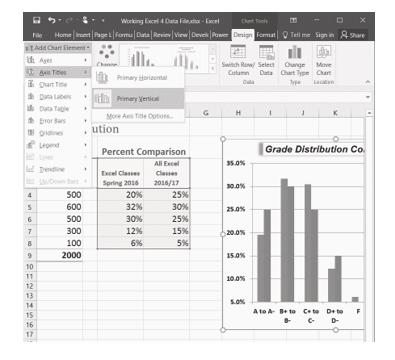 Working Excel 4 Data File.xlsx - Excel
Chart Tools
File Home Insert Page L Formu Data Review View Develo Power Design Format Tell me Sign in Share
Add Chart Element
Axes
Axis Titles
Chart Title
Data Labels
Data Table
Error Bars
Gridlines
Legend
Lines
Trendline
Up/Down Bars
Primary Horizontal
Primary Vertical
More Axis Title Options...
Change
Switch Row/ Column
Select Data
Change Chart Type
Move Chart
Data Type Location
G H I J K
ution
Percent Comparison
Excel Classes Spring 2016
All Excel Classes 2016/17
4 500 20% 25%
5 600 32% 30%
6 500 30% 25%
7 300 12% 15%
8 100 6% 5%
9 2000
10
11
12
13
14
15
16
17
Grade Distribution Co
35.0%
30.0%
25.0%
20.0%
15.0%
10.0%
5.0%
A to A- B+ to B- C+ to C- D+ to D- F